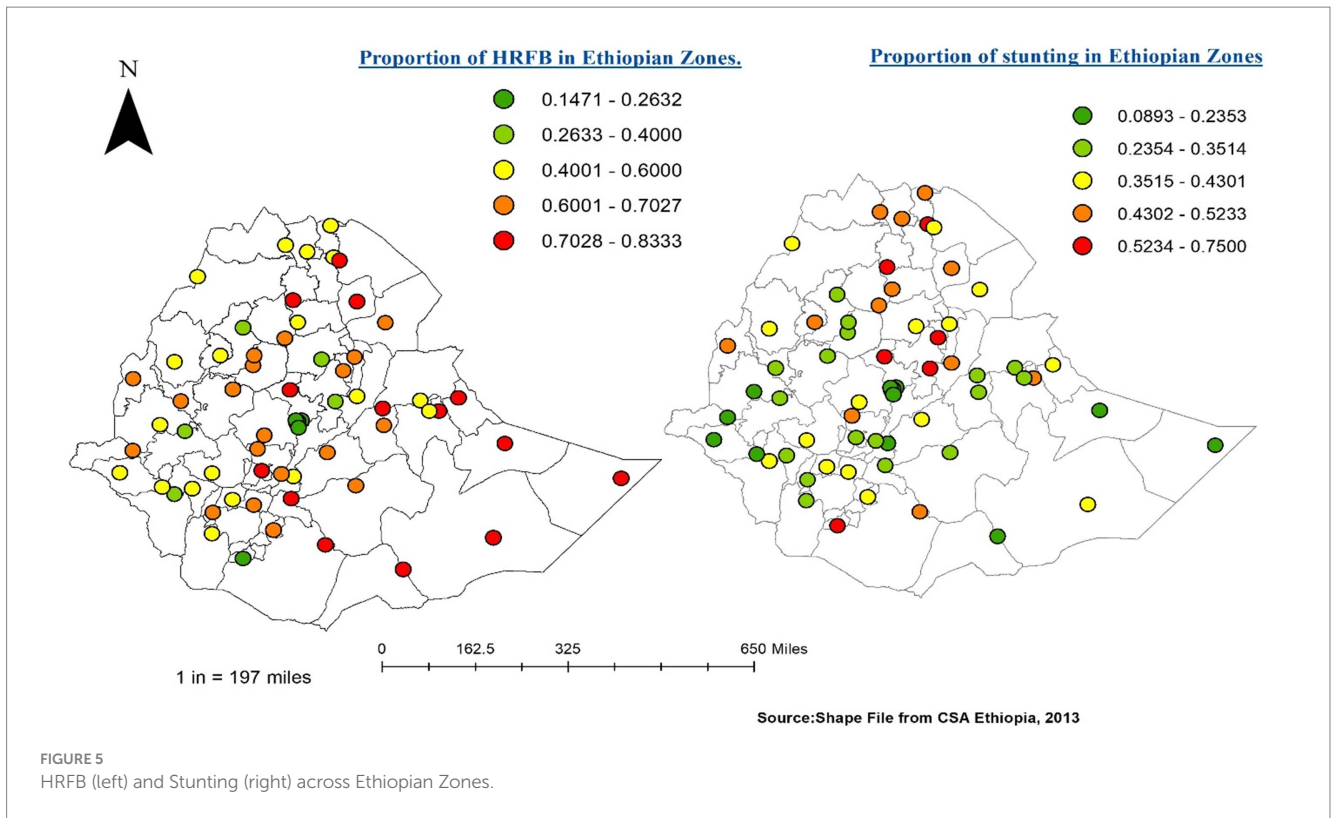 Proportion of HRFB in Ethiopian Zones.
0.1471 - 0.2632
0.2633 - 0.4000
0.4001 - 0.6000
0.6001 - 0.7027
0.7028 - 0.8333
Proportion of stunting in Ethiopian Zones
0.0893 - 0.2353
0.2354 - 0.3514
0.3515 - 0.4301
0.4302 - 0.5233
0.5234 - 0.7500
N
0 162.5 325 650 Miles
1 in = 197 miles
Source:Shape File from CSA Ethiopia, 2013
FIGURE 5
HRFB (left) and Stunting (right) across Ethiopian Zones.